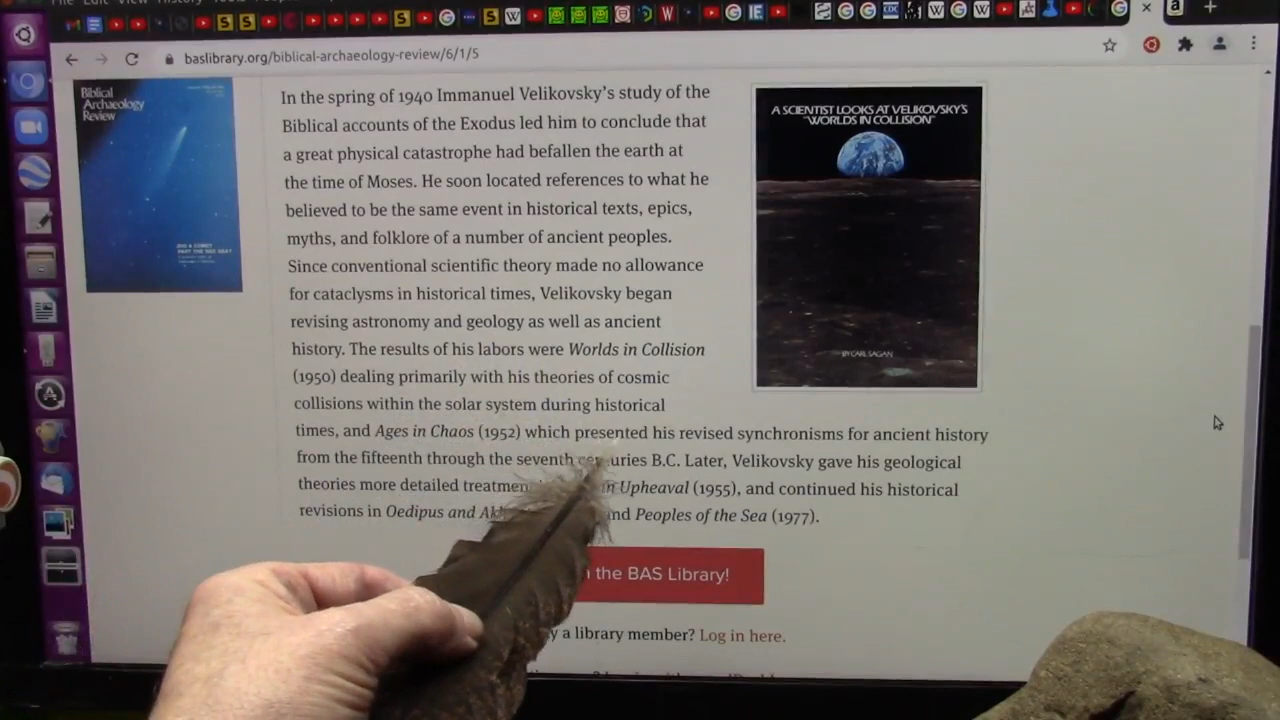 baslibrary.org/biblical-archaeology-review/6/1/5
Biblical
Archaeology
Review
In the spring of 1940 Immanuel Velikovsky's study of the
Biblical accounts of the Exodus led him to conclude that
a great physical catastrophe had befallen the earth at
the time of Moses. He soon located references to what he
believed to be the same event in historical texts, epics,
myths, and folklore of a number of ancient peoples.
Since conventional scientific theory made no allowance
for cataclysms in historical times, Velikovsky began
revising astronomy and geology as well as ancient
history. The results of his labors were Worlds in Collision
(1950) dealing primarily with his theories of cosmic
collisions within the solar system during historical
times, and Ages in Chaos (1952) which presented his revised synchronisms for ancient history
from the fifteenth through the seventh B.C. Later, Velikovsky gave his geological
theories more detailed in Upheaval (1955), and continued his historical
revisions in Oedipus and and Peoples of the Sea (1977).
A SCIENTIST LOOKS AT VELIKOVSKY'S
"WORLDS IN COLLISION"
BY CARL SAGAN
the BAS Library!
a library member? Log in here.